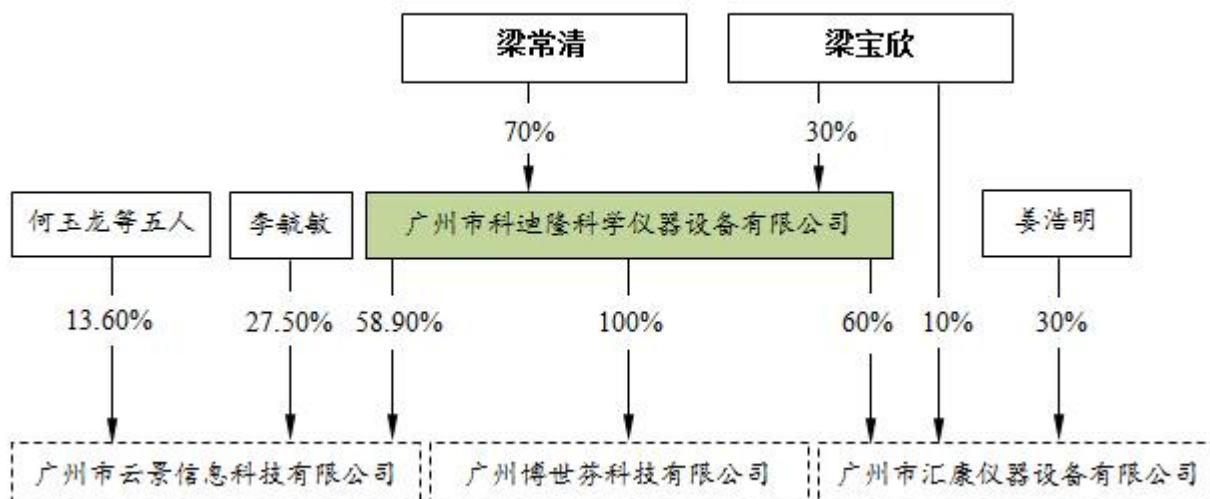 梁常清
梁宝欣
70%
30%
何玉龙等五人
李毓敏
广州市科迪隆科学仪器设备有限公司
姜浩明
13.60%
27.50%
58.90%
100%
60%
10%
30%
广州市云景信息科技有限公司
广州博世芬科技有限公司
广州市汇康仪器设备有限公司